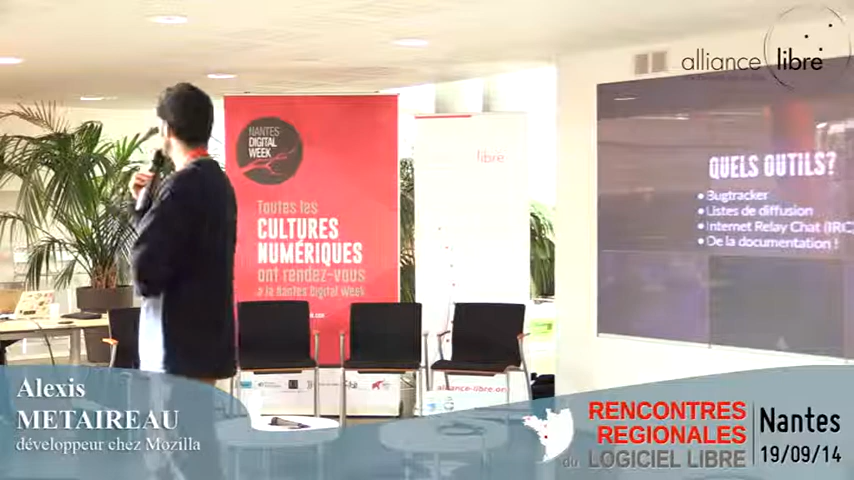 alliance libre
NANTES
DIGITAL
WEEK
Toutes les
CULTURES
NUMÉRIQUES
ont rendez-vous
à la Nantes Digital Week
libre
www.alliance-libre.org
QUELS OUTILS?
Bugtracker
Listes de diffusion
Internet Relay Chat (IRC
De la documentation !
Alexis
METAIREAU
développeur chez Mozilla
RENCONTRES
REGIONALES
du LOGICIEL LIBRE
Nantes
19/09/14